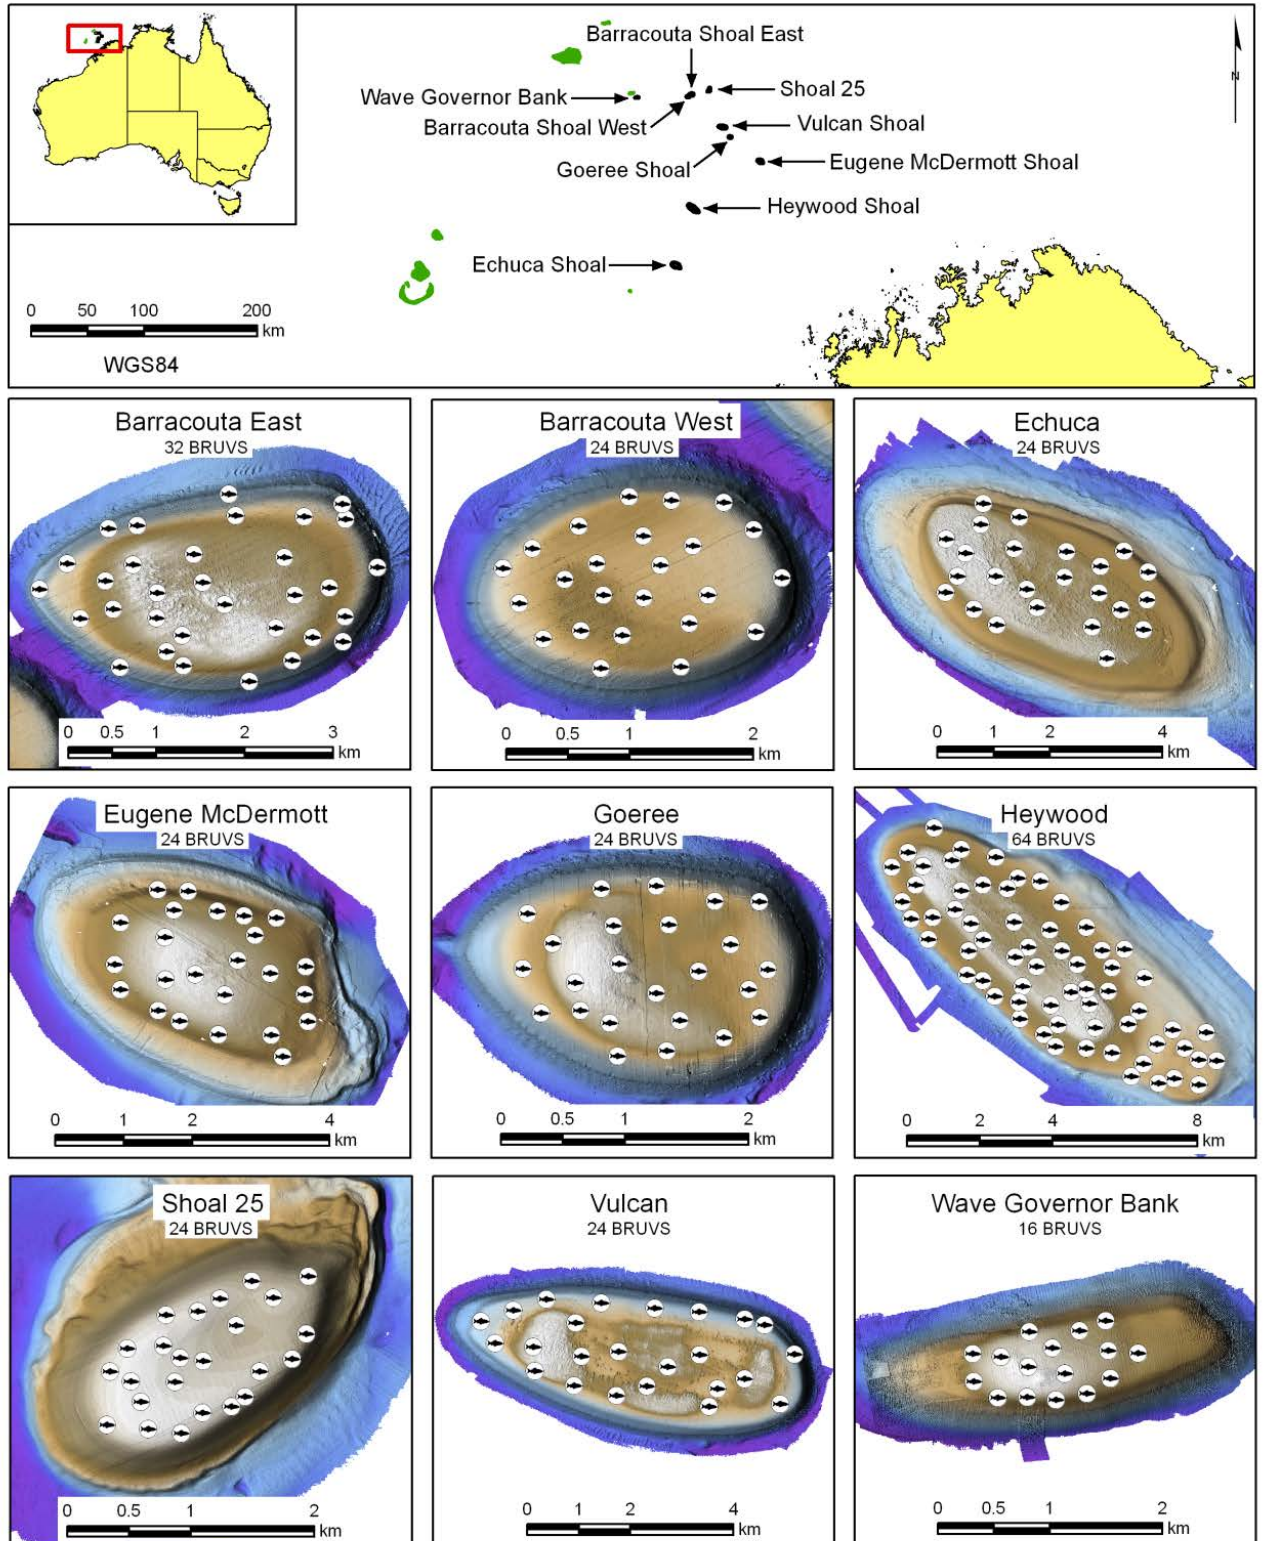 Barracouta Shoal East
Wave Governor Bank
Shoal 25
Barracouta Shoal West
Vulcan Shoal
Goeree Shoal
Eugene McDermott Shoal
Heywood Shoal
Echuca Shoal
N
0 50 100 200
km
WGS84
Barracouta East
32 BRUVS
0 0.5 1 2 3
km
Barracouta West
24 BRUVS
0 0.5 1 2
km
Echuca
24 BRUVS
0 1 2 4
km
Eugene McDermott
24 BRUVS
0 1 2 4
km
Goeree
24 BRUVS
0 0.5 1 2
km
Heywood
64 BRUVS
0 2 4 8
km
Shoal 25
24 BRUVS
0 0.5 1 2
km
Vulcan
24 BRUVS
0 1 2 4
km
Wave Governor Bank
16 BRUVS
0 0.5 1 2
km